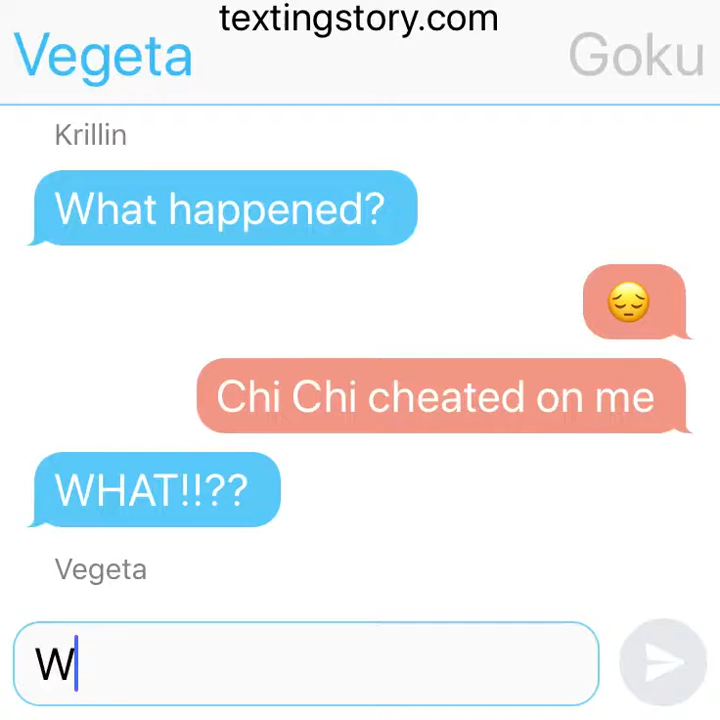 textingstory.com
Vegeta Goku
Krillin
What happened?
😔
Chi Chi cheated on me
WHAT!!??
Vegeta
W